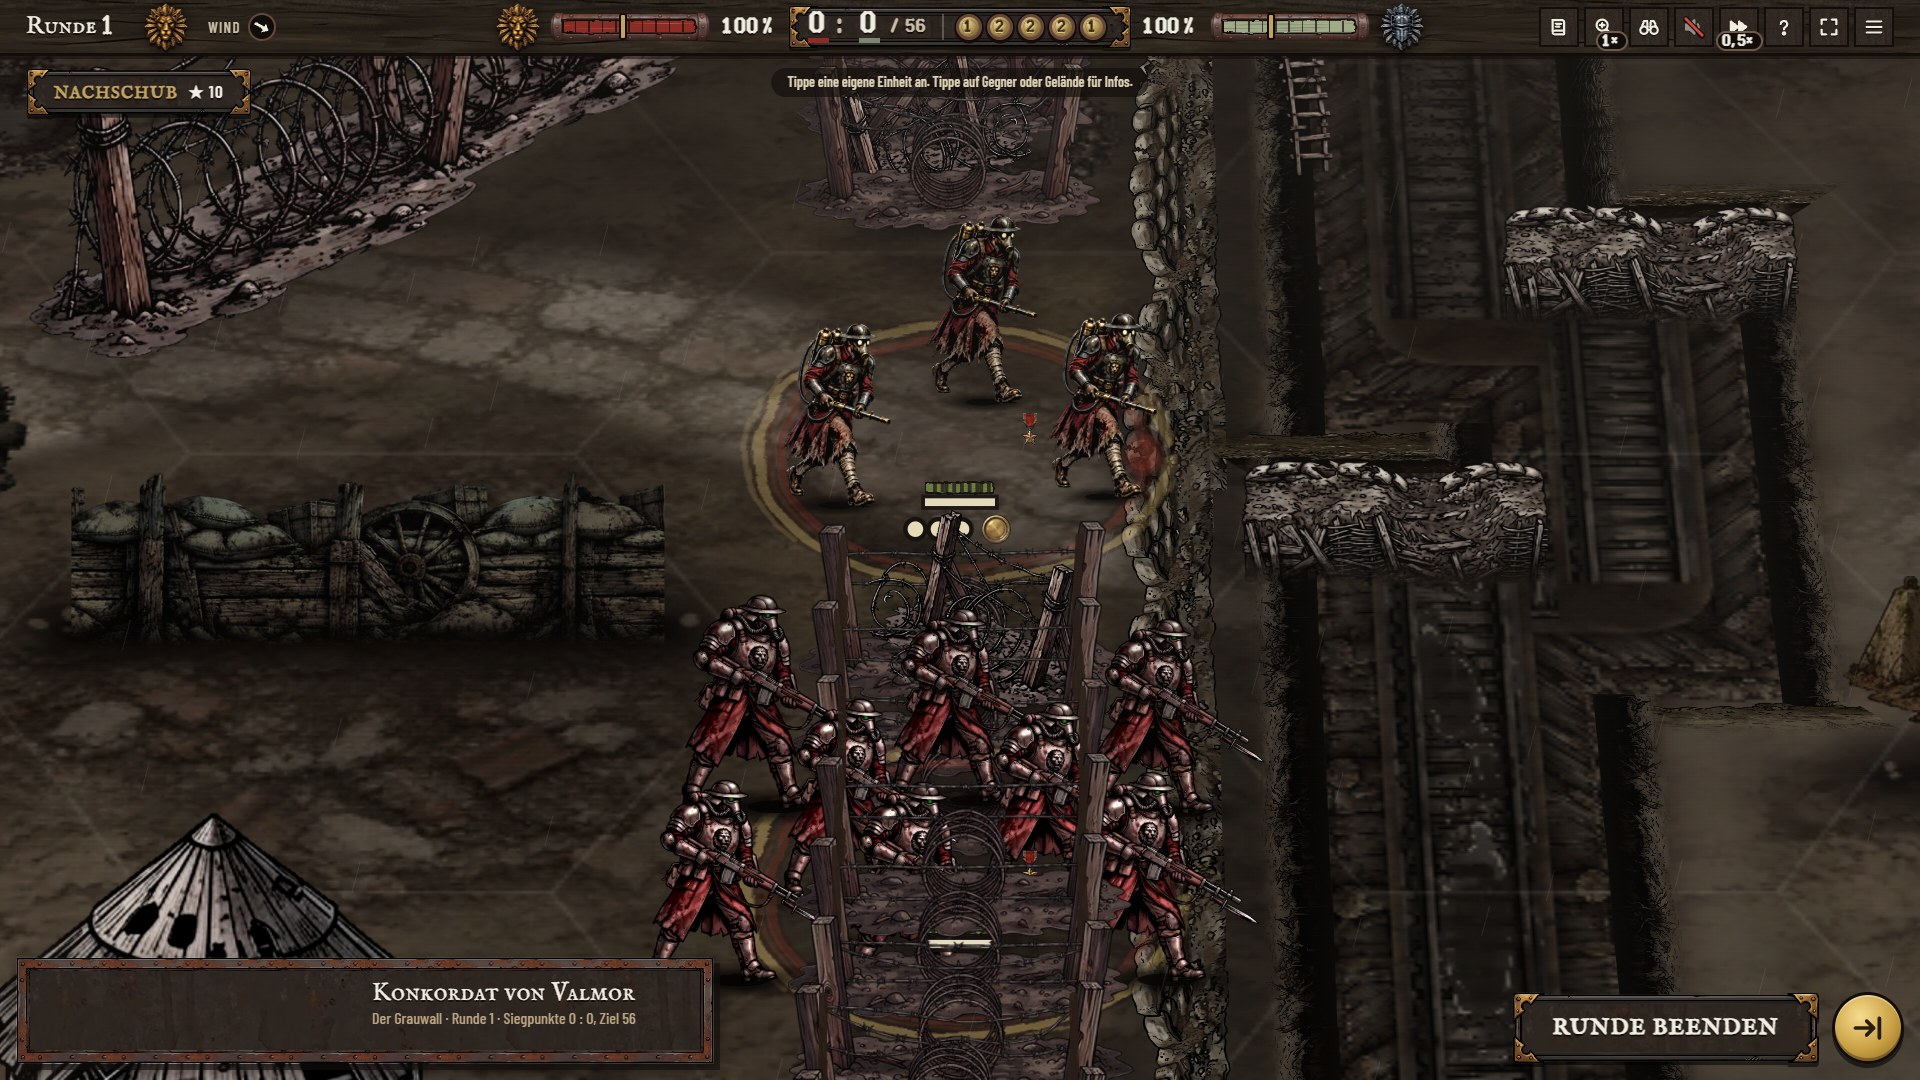 Runde 1
WIND
100 %
0 : 0 / 56
1 2 2 2 1
100 %
1×
0,5×
?
NACHSCHUB ★ 10
Tippe eine eigene Einheit an. Tippe auf Gegner oder Gelände für Infos.
Konkordat von Valmor
Der Grauwall · Runde 1 · Siegpunkte 0 : 0, Ziel 56
RUNDE BEENDEN